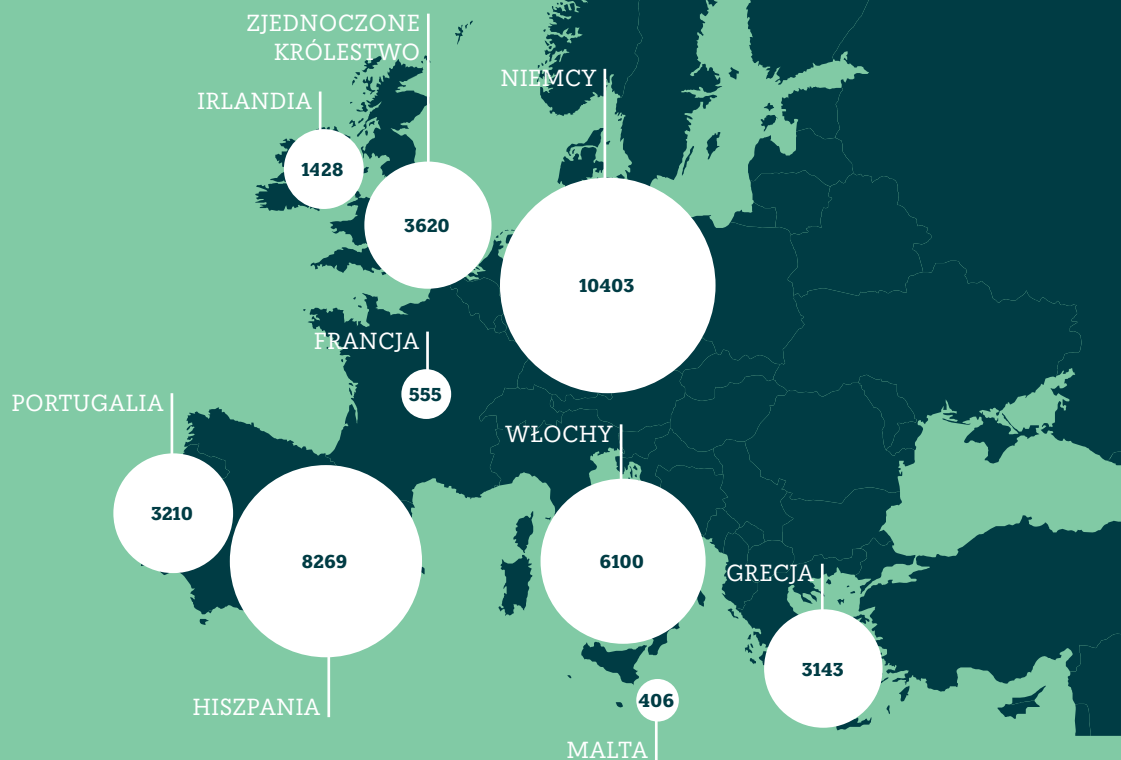 ZJEDNOCZONE
KRÓLESTWO
NIEMCY
IRLANDIA
1428
3620
10403
FRANCJA
555
PORTUGALIA
WŁOCHY
3210
8269
6100
GRECJA
3143
406
HISZPANIA
MALTA